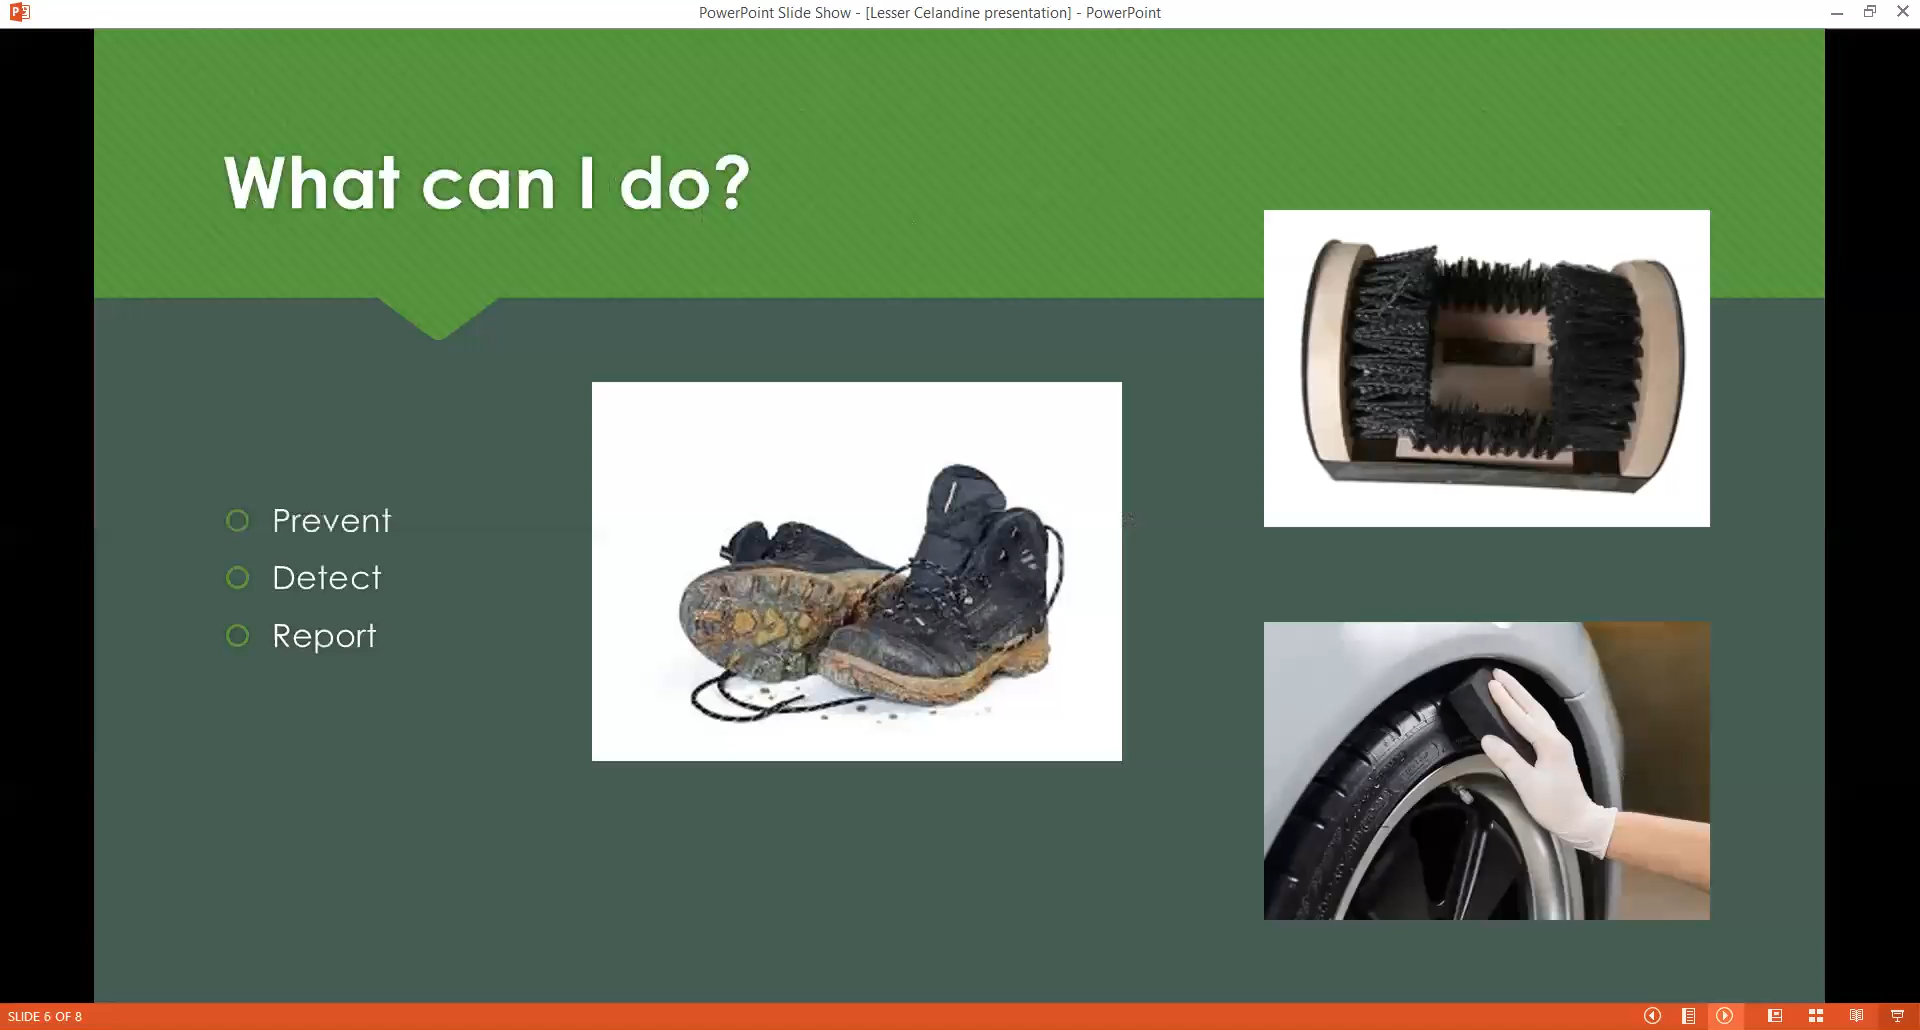 PowerPoint Slide Show - [Lesser Celandine presentation] - PowerPoint
What can I do?
Prevent
Detect
Report
SLIDE 6 OF 8